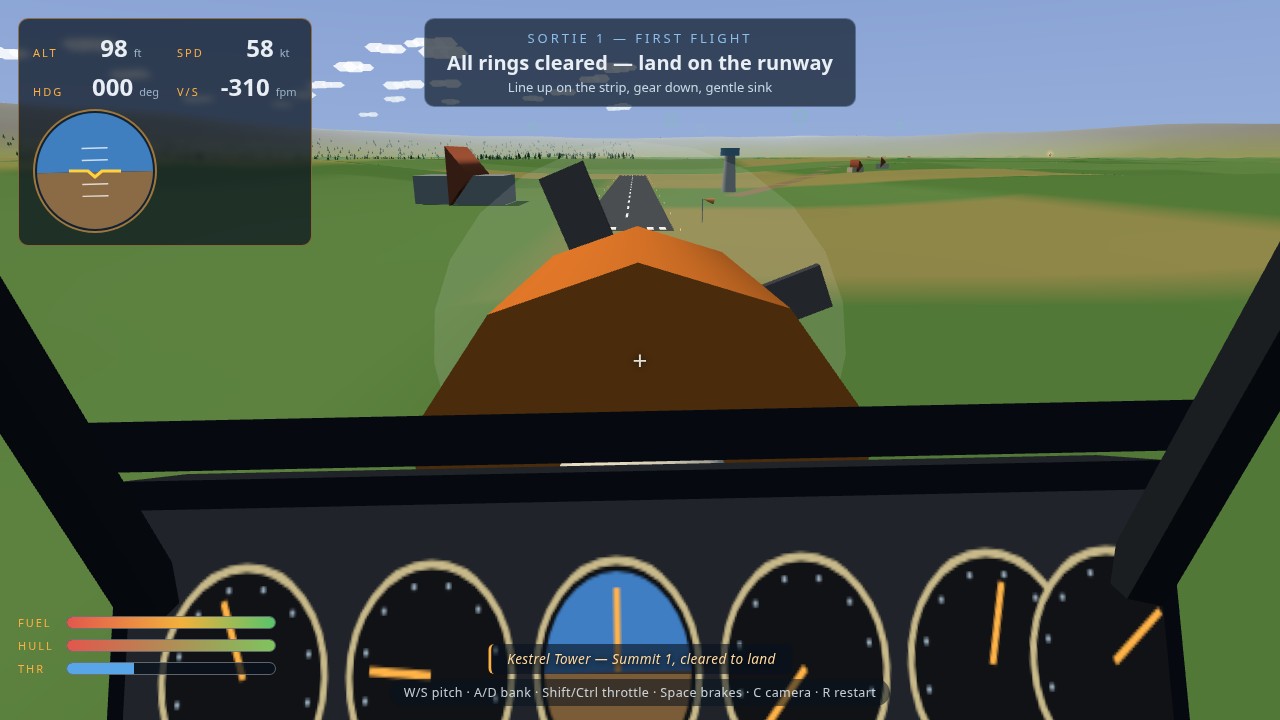 ALT 98 ft SPD 58 kt
HDG 000 deg V/S -310 fpm
SORTIE 1 — FIRST FLIGHT
All rings cleared — land on the runway
Line up on the strip, gear down, gentle sink
FUEL
HULL
THR
Kestrel Tower — Summit 1, cleared to land
W/S pitch · A/D bank · Shift/Ctrl throttle · Space brakes · C camera · R restart